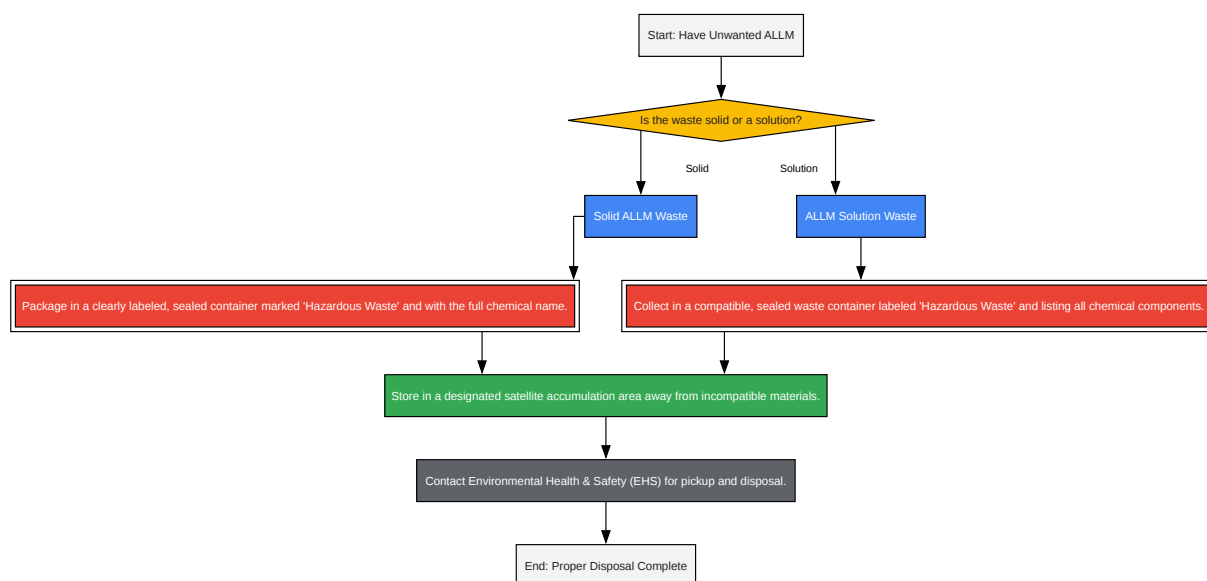 Start: Have Unwanted ALLM
Is the waste solid or a solution?
Solid
Solution
Solid ALLM Waste
ALLM Solution Waste
Package in a clearly labeled, sealed container marked 'Hazardous Waste' and with the full chemical name.
Collect in a compatible, sealed waste container labeled 'Hazardous Waste' and listing all chemical components.
Store in a designated satellite accumulation area away from incompatible materials.
Contact Environmental Health & Safety (EHS) for pickup and disposal.
End: Proper Disposal Complete